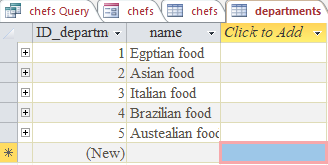 chefs Query chefs chefs departments
ID_departm name Click to Add
1 Egptian food
2 Asian food
3 Italian food
4 Brazilian food
5 Austealian food
(New)